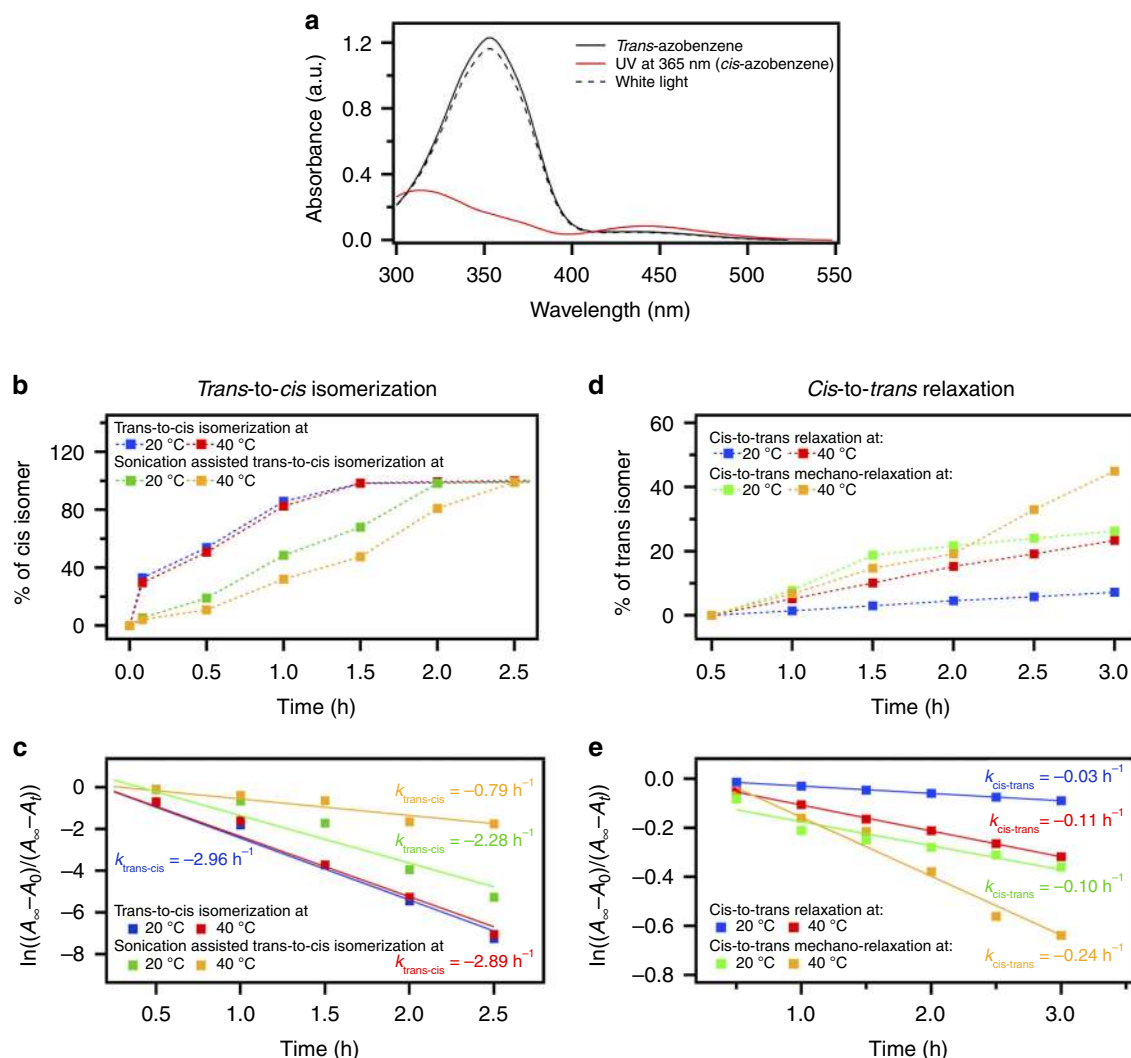 a
Absorbance (a.u.)
1.2
0.8
0.4
0.0
Trans-azobenzene
UV at 365 nm (cis-azobenzene)
White light
300 350 400 450 500 550
Wavelength (nm)
b
Trans-to-cis isomerization
% of cis isomer
120
80
40
0
Trans-to-cis isomerization at
20 °C 40 °C
Sonication assisted trans-to-cis isomerization at
20 °C 40 °C
0.0 0.5 1.0 1.5 2.0 2.5
Time (h)
d
Cis-to-trans relaxation
% of trans isomer
60
40
20
0
Cis-to-trans relaxation at:
20 °C 40 °C
Cis-to-trans mechano-relaxation at:
20 °C 40 °C
0.5 1.0 1.5 2.0 2.5 3.0
Time (h)
c
ln((A∞−A0)/(A∞−At))
0
−2
−4
−6
−8
ktrans-cis = −0.79 h−1
ktrans-cis = −2.28 h−1
ktrans-cis = −2.96 h−1
Trans-to-cis isomerization at
20 °C 40 °C
Sonication assisted trans-to-cis isomerization at
20 °C 40 °C
ktrans-cis = −2.89 h−1
0.5 1.0 1.5 2.0 2.5
Time (h)
e
ln((A∞−A0)/(A∞−At))
0.0
−0.2
−0.4
−0.6
−0.8
kcis-trans = −0.03 h−1
kcis-trans = −0.11 h−1
kcis-trans = −0.10 h−1
kcis-trans = −0.24 h−1
Cis-to-trans relaxation at:
20 °C 40 °C
Cis-to-trans mechano-relaxation at:
20 °C 40 °C
1.0 2.0 3.0
Time (h)